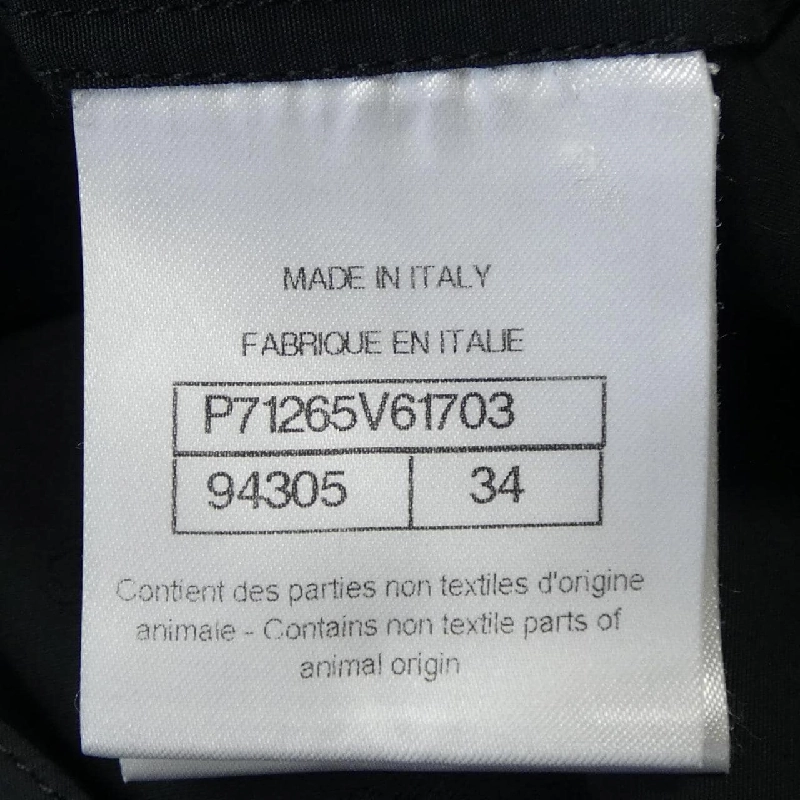 MADE IN ITALY
FABRIQUE EN ITALIE
P71265V61703
94305 34
Contient des parties non textiles d'origine
animale - Contains non textile parts of
animal origin